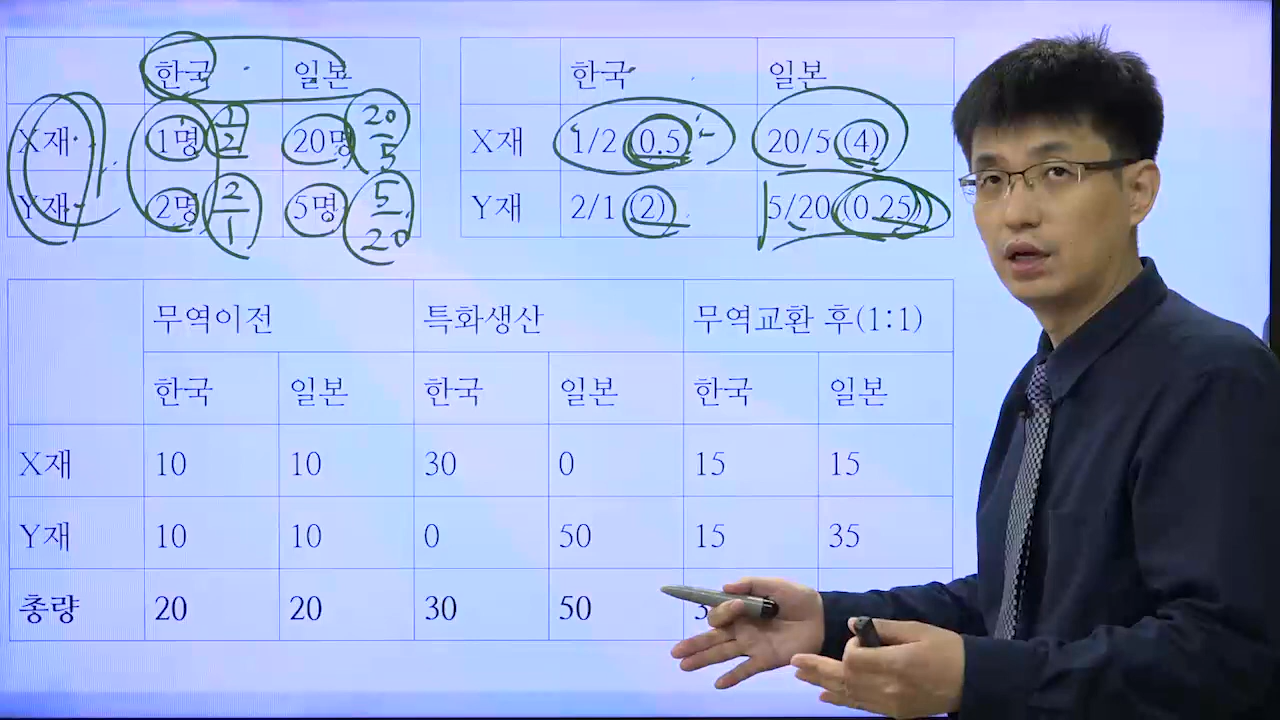 한국 일본
X재 1명 1/2 20명 20/5
Y재 2명 2/1 5명 5/20
한국 일본
X재 1/2 (0.5) 20/5 (4)
Y재 2/1 (2) 5/20 (0.25)
무역이전 특화생산 무역교환 후(1:1)
한국 일본 한국 일본 한국 일본
X재 10 10 30 0 15 15
Y재 10 10 0 50 15 35
총량 20 20 30 50